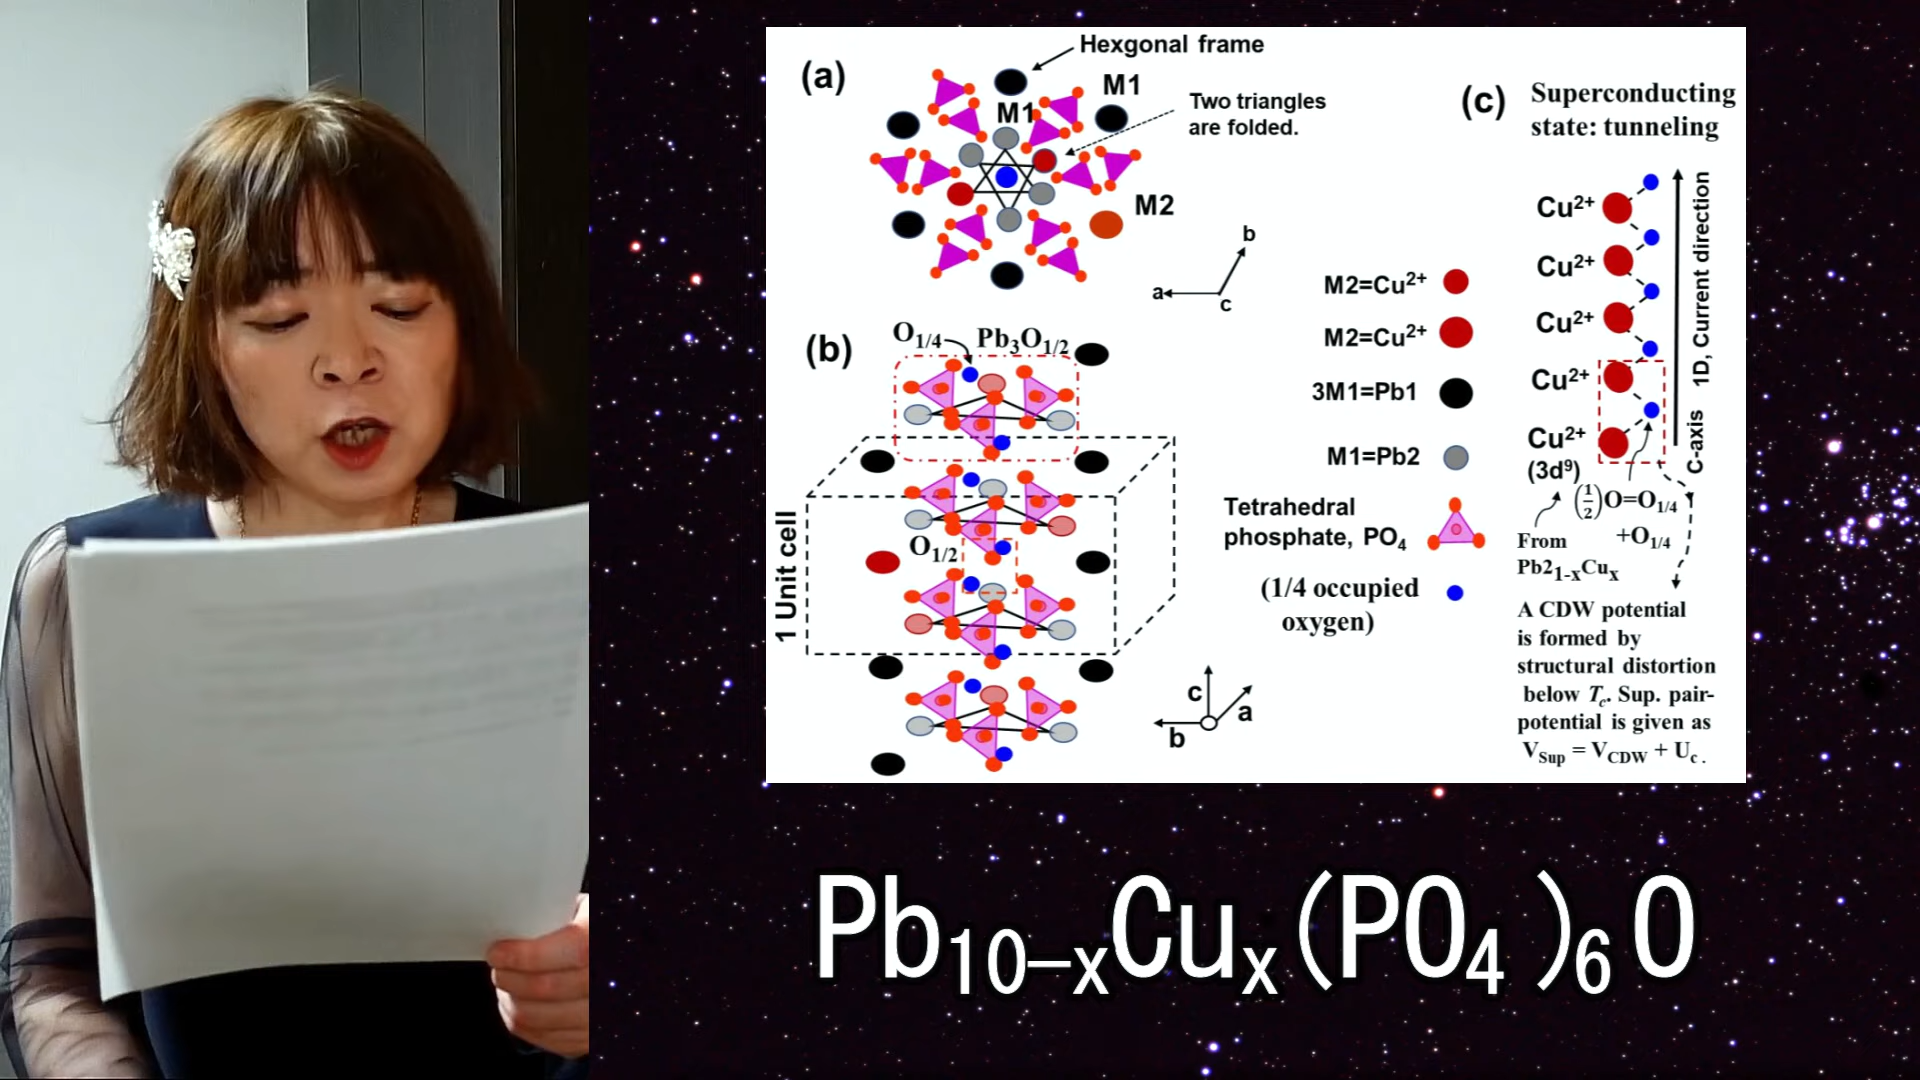 (a)
Hexgonal frame
M1
M1
Two triangles
are folded.
M2
b
a
c
(b)
O1/4
Pb3O1/2
1 Unit cell
O1/2
c
a
b
M2=Cu2+
M2=Cu2+
3M1=Pb1
M1=Pb2
Tetrahedral
phosphate, PO4
(1/4 occupied
oxygen)
(c)
Superconducting
state: tunneling
Cu2+
Cu2+
Cu2+
Cu2+
Cu2+
(3d9)
C-axis 1D, Current direction
(1/2)O=O1/4
+O1/4
From
Pb21-xCux
A CDW potential
is formed by
structural distortion
below Tc. Sup. pair-
potential is given as
VSup = VCDW + Uc .
Pb10-xCux(PO4)6O